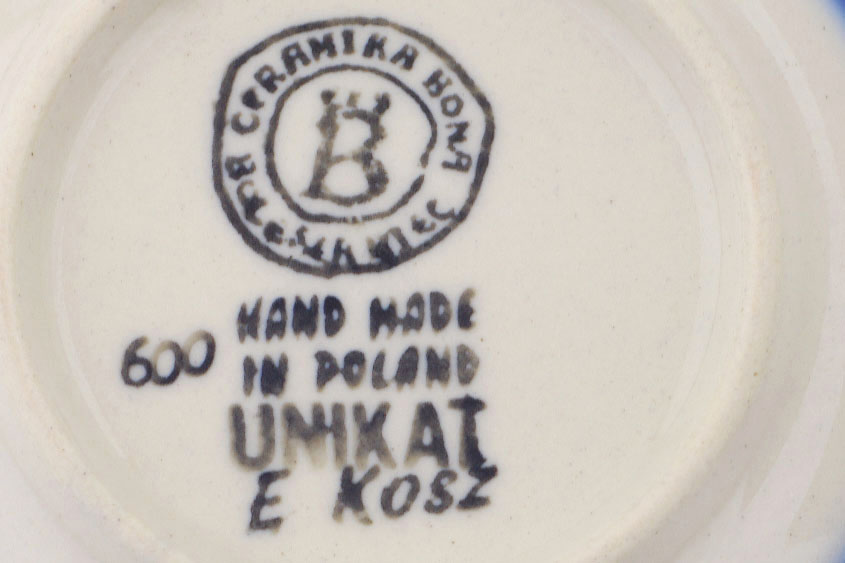 CERAMIKA BONA
B
HAND MADE
600 IN POLAND
UNIKAT
E KOSZ